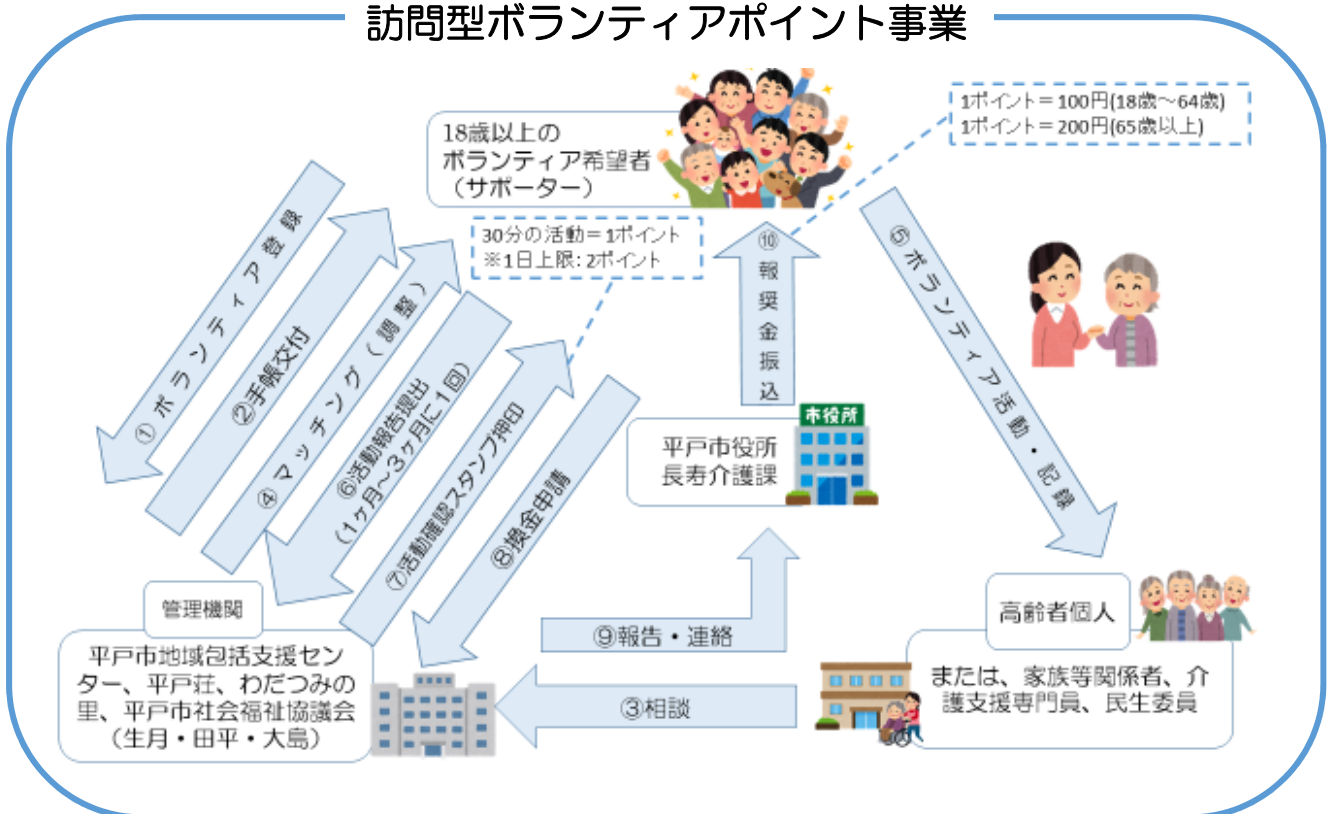 訪問型ボランティアポイント事業
1ポイント＝100円(18歳～64歳)
1ポイント＝200円(65歳以上)
18歳以上の
ボランティア希望者
（サポーター）
30分の活動＝1ポイント
※1日上限：2ポイント
①ボランティア登録
②手帳交付
④マッチング(調整)
⑥活動報告提出
(1ヶ月～3ヶ月に1回)
⑦活動確認スタンプ押印
⑧換金申請
⑩報奨金振込
⑤ボランティア活動・記録
市役所
平戸市役所
長寿介護課
管理機関
平戸市地域包括支援セン
ター、平戸荘、わだつみの
里、平戸市社会福祉協議会
（生月・田平・大島）
⑨報告・連絡
③相談
高齢者個人
または、家族等関係者、介
護支援専門員、民生委員